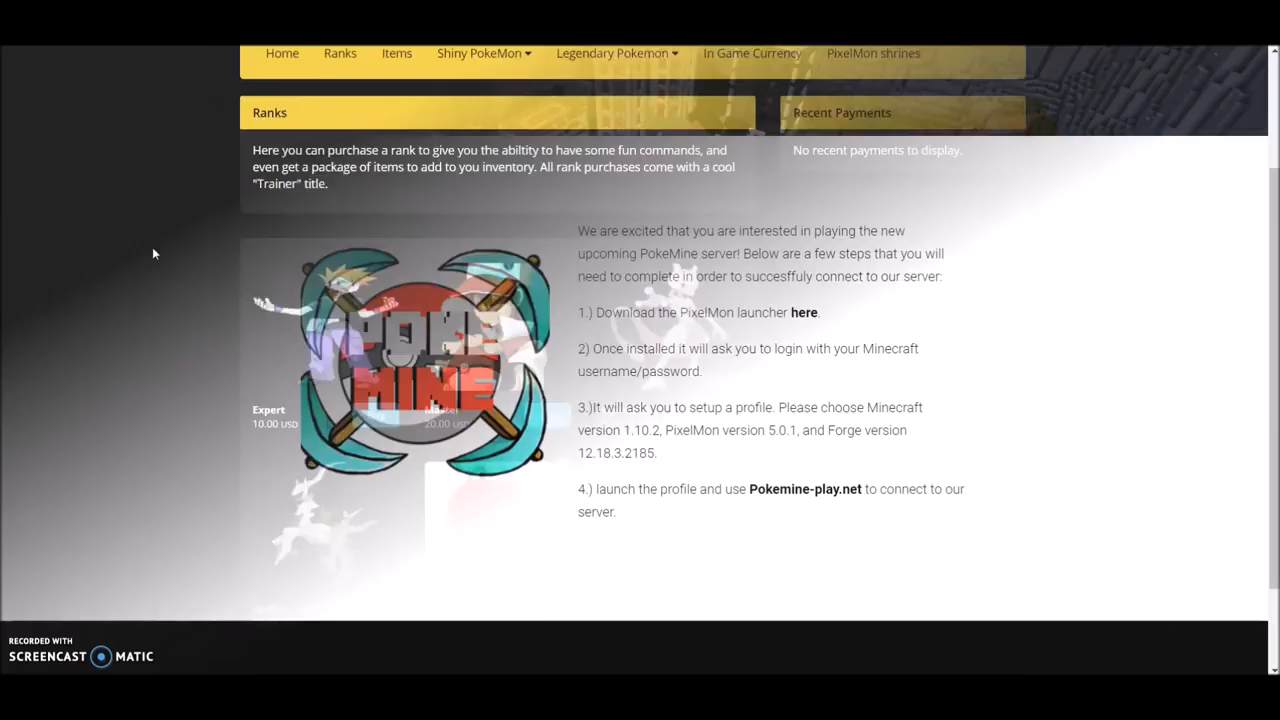 Home Ranks Items Shiny PokeMon Legendary Pokemon In Game Currency PixelMon shrines
Ranks
Recent Payments
Here you can purchase a rank to give you the abiltity to have some fun commands, and
even get a package of items to add to you inventory. All rank purchases come with a cool
"Trainer" title.
No recent payments to display.
POKE
MINE
Expert
10.00 USD
Master
20.00 USD
We are excited that you are interested in playing the new
upcoming PokeMine server! Below are a few steps that you will
need to complete in order to succesffuly connect to our server:
1.) Download the PixelMon launcher here.
2) Once installed it will ask you to login with your Minecraft
username/password.
3.)It will ask you to setup a profile. Please choose Minecraft
version 1.10.2, PixelMon version 5.0.1, and Forge version
12.18.3.2185.
4.) launch the profile and use Pokemine-play.net to connect to our
server.
RECORDED WITH
SCREENCAST MATIC